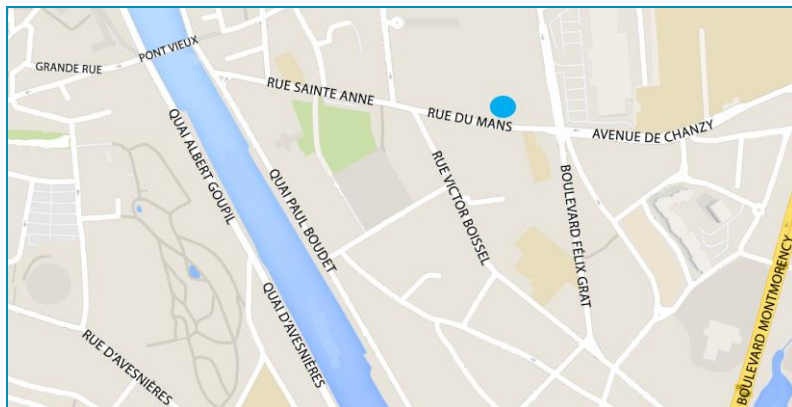 PONT VIEUX
GRANDE RUE
RUE SAINTE ANNE
RUE DU MANS
AVENUE DE CHANZY
QUAI ALBERT GOUPIL
QUAI PAUL BOUDET
RUE VICTOR BOISSEL
BOULEVARD FÉLIX GRAT
BOULEVARD MONTMORENCY
QUAI D'AVESNIÈRES
RUE D'AVESNIÈRES